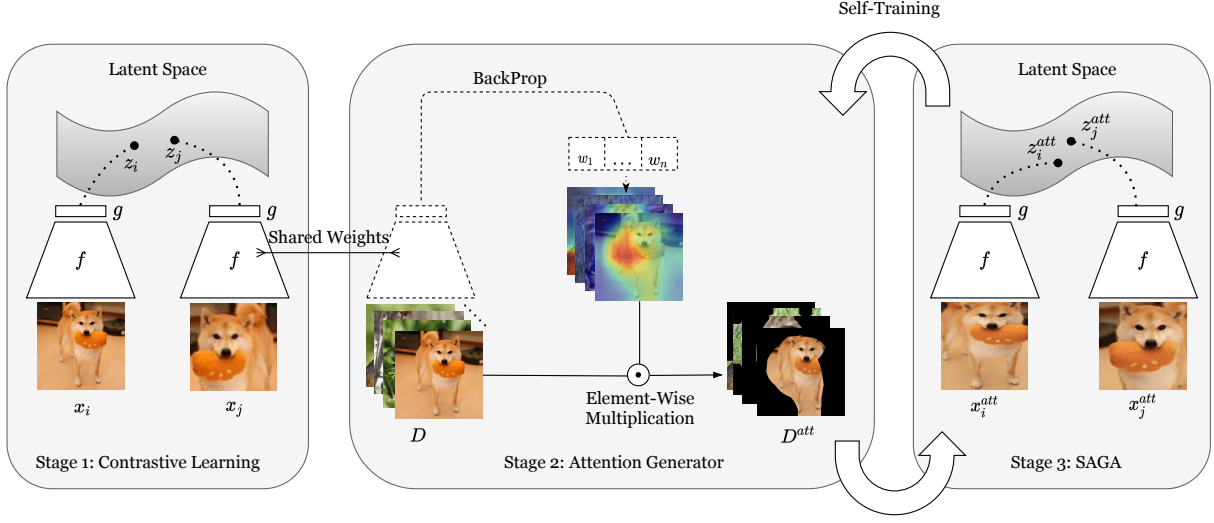 Self-Training
Latent Space
z_i
z_j
g
g
f
f
Shared Weights
x_i
x_j
Stage 1: Contrastive Learning
BackProp
w_1
...
w_n
D
Element-Wise
Multiplication
D^{att}
Stage 2: Attention Generator
Latent Space
z_i^{att}
z_j^{att}
g
g
f
f
x_i^{att}
x_j^{att}
Stage 3: SAGA